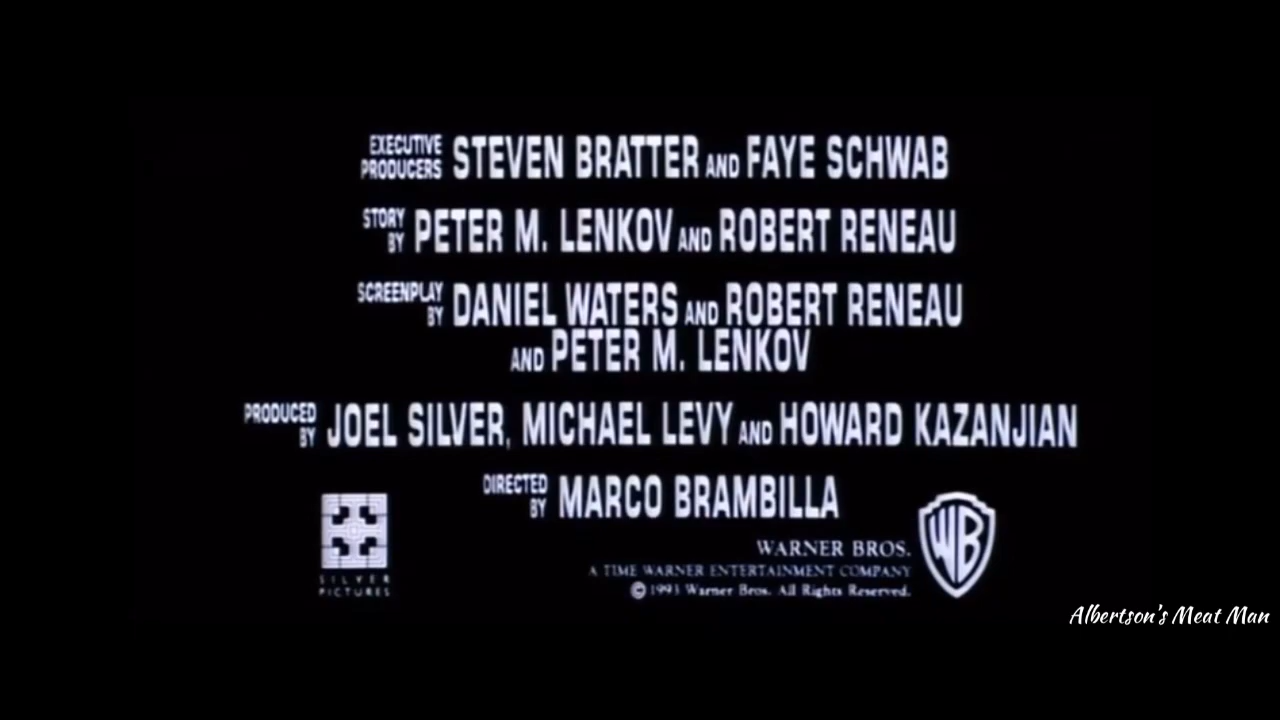 EXECUTIVE PRODUCERS STEVEN BRATTER AND FAYE SCHWAB
STORY BY PETER M. LENKOV AND ROBERT RENEAU
SCREENPLAY BY DANIEL WATERS AND ROBERT RENEAU
AND PETER M. LENKOV
PRODUCED BY JOEL SILVER, MICHAEL LEVY AND HOWARD KAZANJIAN
DIRECTED BY MARCO BRAMBILLA
SILVER
PICTURES
WARNER BROS.
A TIME WARNER ENTERTAINMENT COMPANY
© 1993 Warner Bros. All Rights Reserved.
WB
Albertson's Meat Man